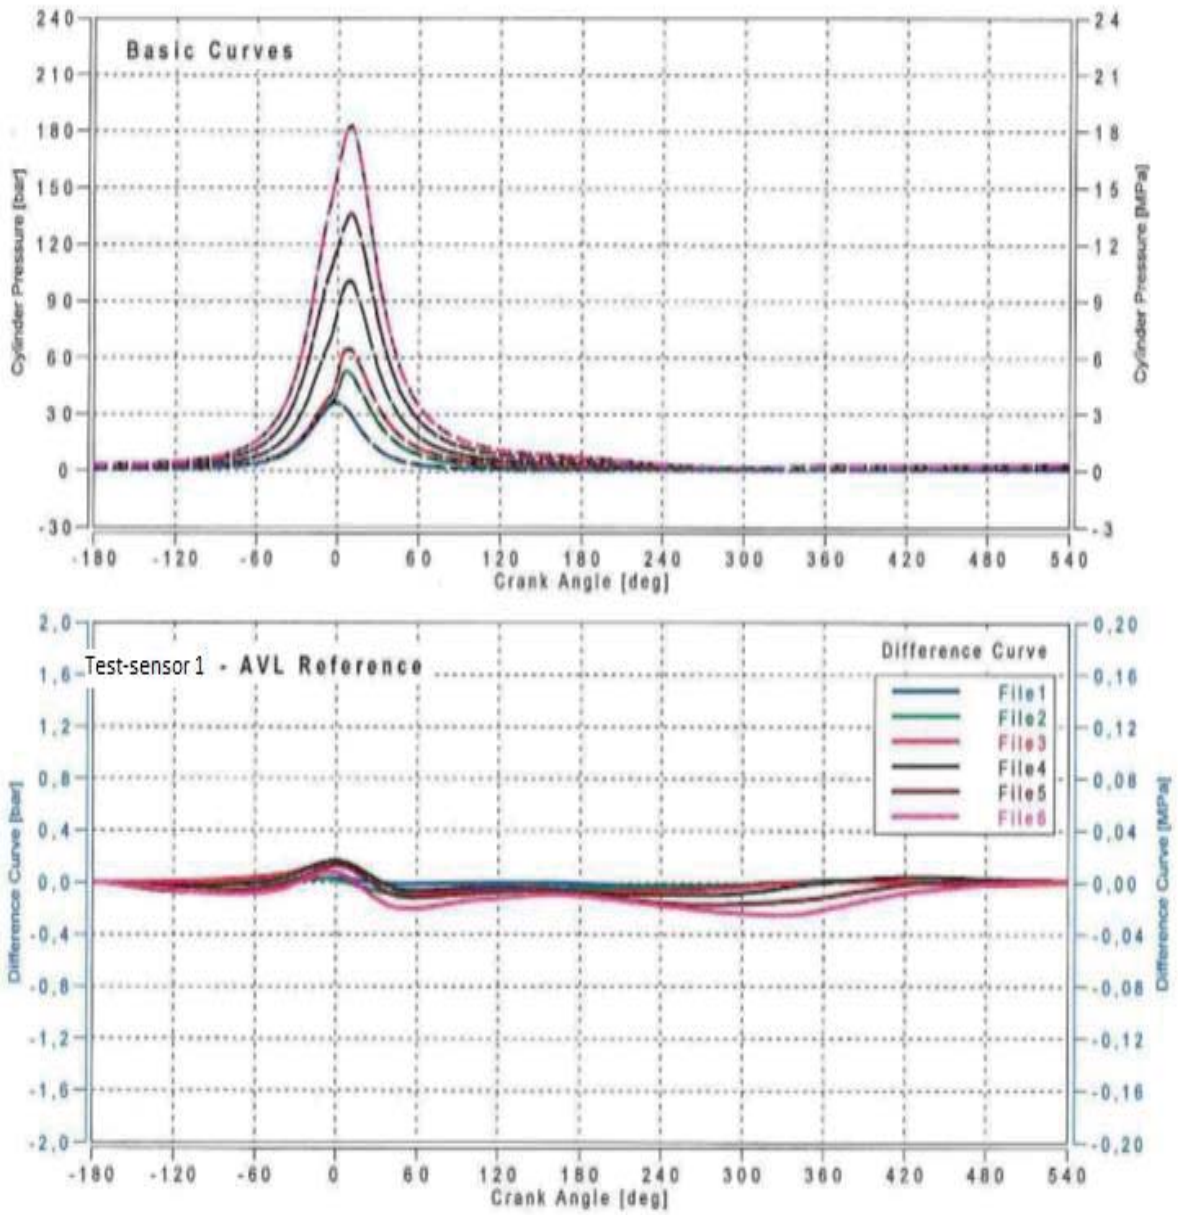 Basic Curves
240
210
180
150
120
90
60
30
0
-30
Cylinder Pressure [bar]
24
21
18
15
12
9
6
3
0
-3
Cylinder Pressure [MPa]
-180 -120 -60 0 60 120 180 240 300 360 420 480 540
Crank Angle [deg]
Test-sensor 1 - AVL Reference
2,0
1,6
1,2
0,8
0,4
0,0
-0,4
-0,8
-1,2
-1,6
-2,0
Difference Curve [bar]
Difference Curve
File1
File2
File3
File4
File5
File6
0,20
0,16
0,12
0,08
0,04
0,00
-0,04
-0,08
-0,12
-0,16
-0,20
Difference Curve [MPa]
-180 -120 -60 0 60 120 180 240 300 360 420 480 540
Crank Angle [deg]